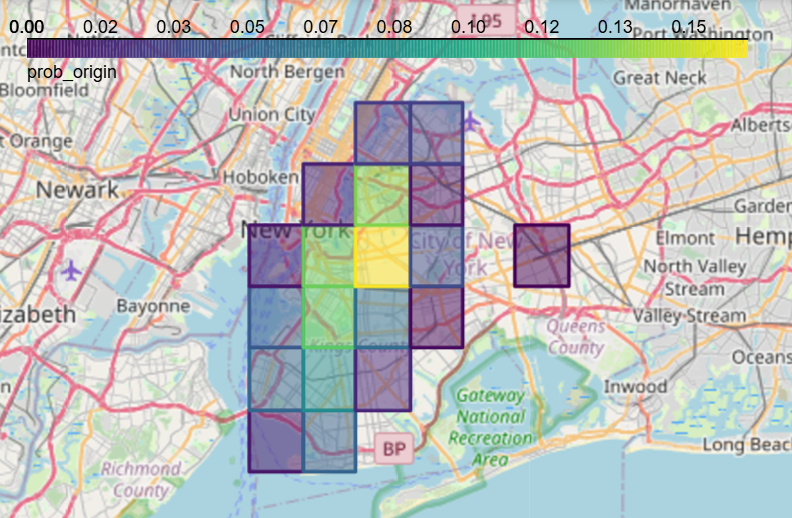 0.00 0.02 0.03 0.05 0.07 0.08 0.10 0.12 0.13 0.15
prob_origin
Manorhaven
I 95
Port Washington
North Bergen
Bloomfield
Great Neck
Union City
t Orange
Alberts
Hoboken
Newark
Garden
New York
City of New
York
Elmont
Hemp
North Valley
Stream
Bayonne
izabeth
Valley Stream
Queens
County
Kings County
Oceans
Inwood
Gateway
National
Recreation
Area
BP
Long Beach
Richmond
County